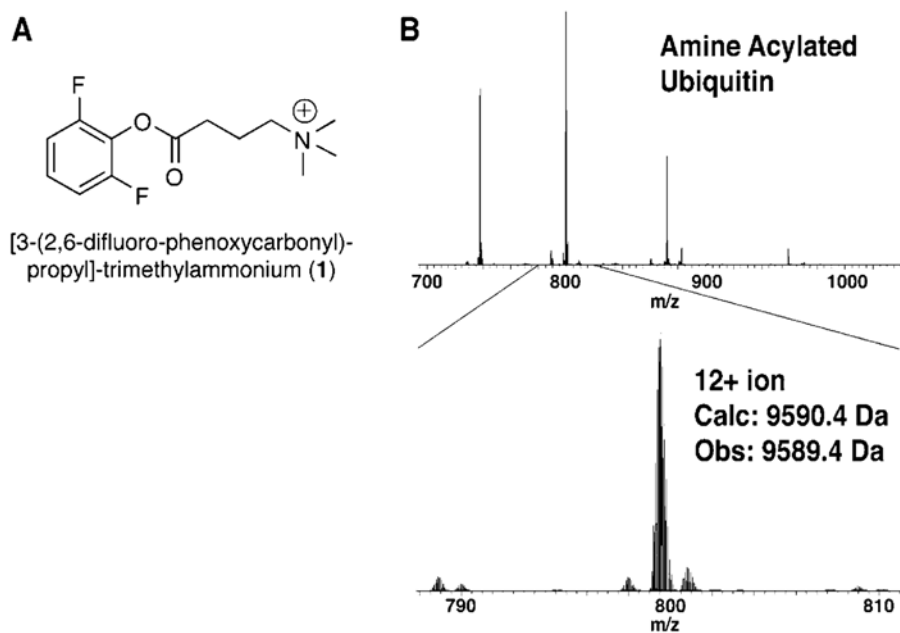 A
F
O
O
N
+
F
[3-(2,6-difluoro-phenoxycarbonyl)-
propyl]-trimethylammonium (1)
B
Amine Acylated
Ubiquitin
700 800 900 1000
m/z
12+ ion
Calc: 9590.4 Da
Obs: 9589.4 Da
790 800 810
m/z